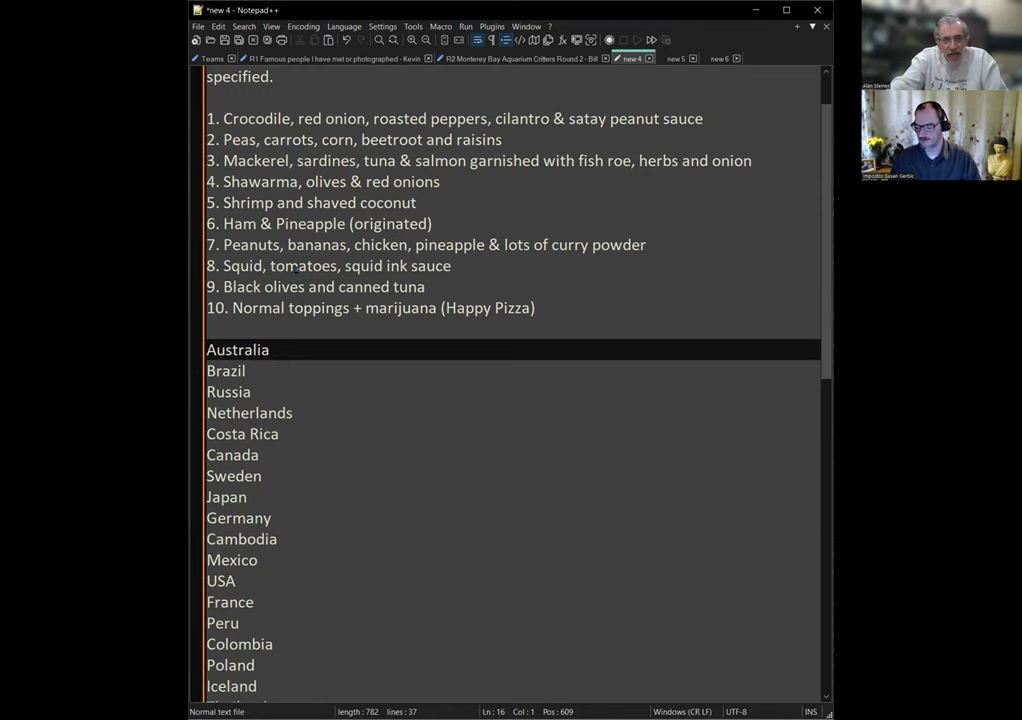 *new 4 - Notepad++
File Edit Search View Encoding Language Settings Tools Macro Run Plugins Window ?
Teams R1 Famous people I have met or photographed - Kevin R2 Monterey Bay Aquarium Critters Round 2 - Bill new 4 new 5 new 6
specified.
1. Crocodile, red onion, roasted peppers, cilantro & satay peanut sauce
2. Peas, carrots, corn, beetroot and raisins
3. Mackerel, sardines, tuna & salmon garnished with fish roe, herbs and onion
4. Shawarma, olives & red onions
5. Shrimp and shaved coconut
6. Ham & Pineapple (originated)
7. Peanuts, bananas, chicken, pineapple & lots of curry powder
8. Squid, tomatoes, squid ink sauce
9. Black olives and canned tuna
10. Normal toppings + marijuana (Happy Pizza)
Australia
Brazil
Russia
Netherlands
Costa Rica
Canada
Sweden
Japan
Germany
Cambodia
Mexico
USA
France
Peru
Colombia
Poland
Iceland
Normal text file length : 782 lines : 37 Ln : 16 Col : 1 Pos : 609 Windows (CR LF) UTF-8 INS
Alan Steiner
Impostor Susan Gerbic